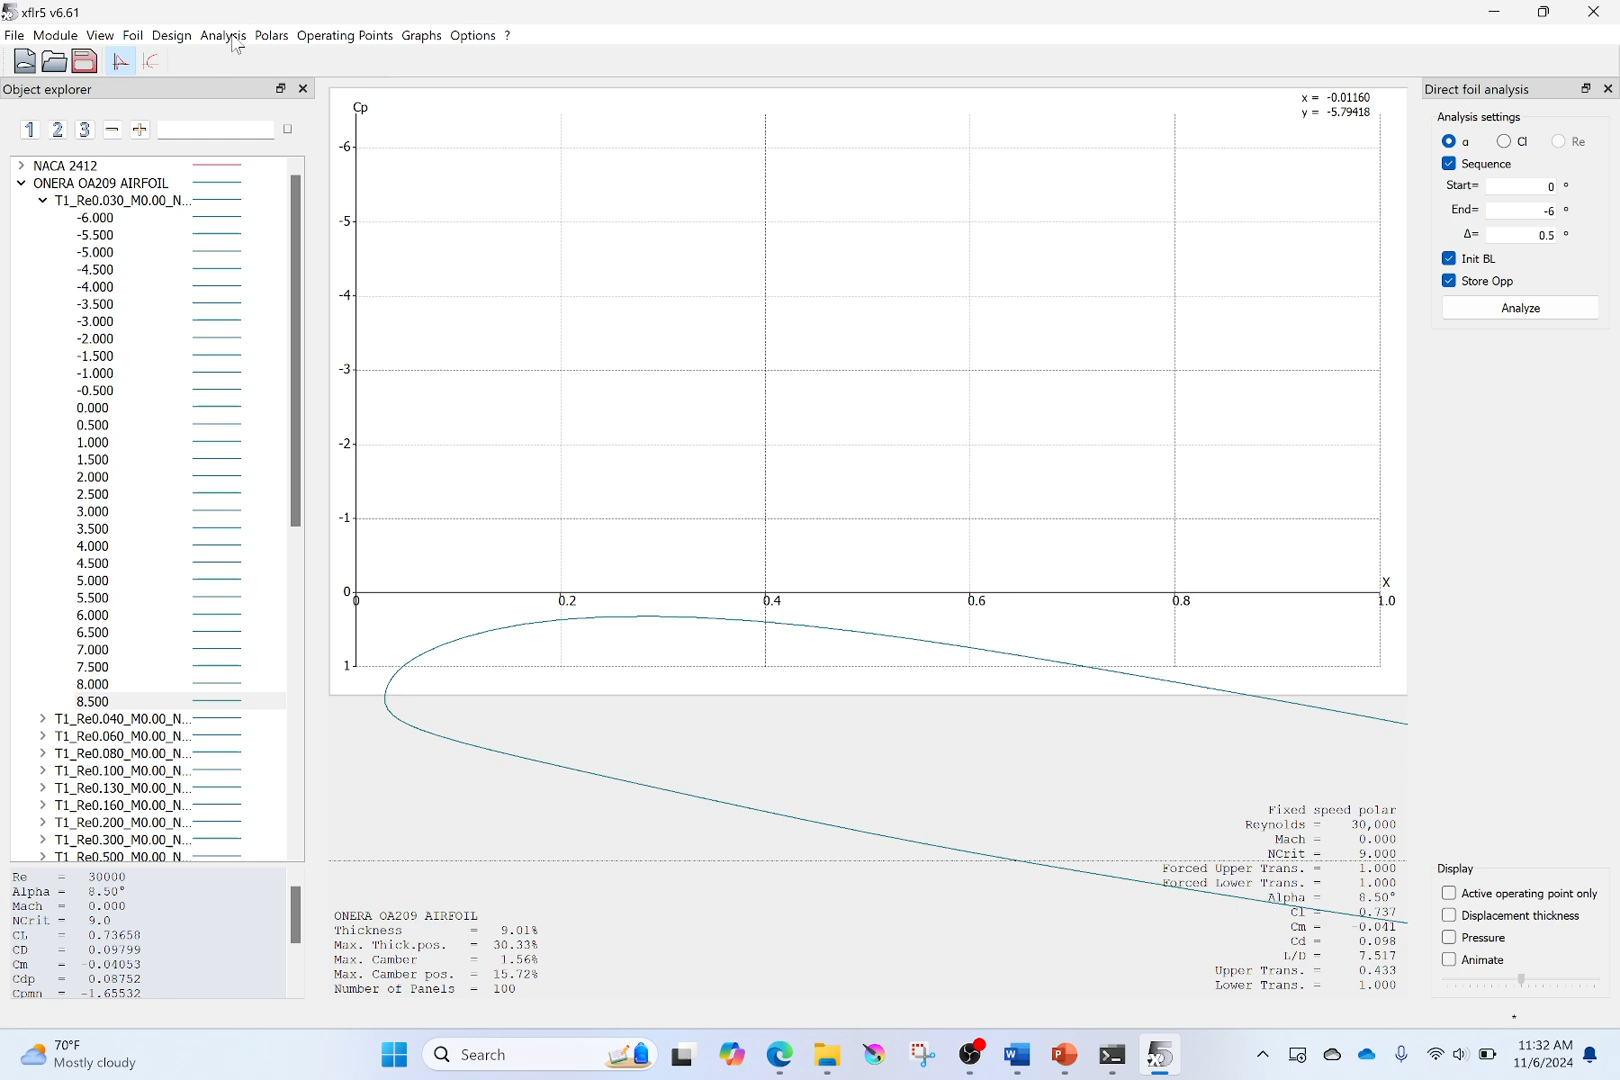 xflr5 v6.61
File Module View Foil Design Analysis Polars Operating Points Graphs Options ?
Object explorer
1 2 3
NACA 2412
ONERA OA209 AIRFOIL
T1_Re0.030_M0.00_N...
-6.000
-5.500
-5.000
-4.500
-4.000
-3.500
-3.000
-2.000
-1.500
-1.000
-0.500
0.000
0.500
1.000
1.500
2.000
2.500
3.000
3.500
4.000
4.500
5.000
5.500
6.000
6.500
7.000
7.500
8.000
8.500
T1_Re0.040_M0.00_N...
T1_Re0.060_M0.00_N...
T1_Re0.080_M0.00_N...
T1_Re0.100_M0.00_N...
T1_Re0.130_M0.00_N...
T1_Re0.160_M0.00_N...
T1_Re0.200_M0.00_N...
T1_Re0.300_M0.00_N...
T1_Re0.500_M0.00_N...
Re = 30000
Alpha = 8.50°
Mach = 0.000
NCrit = 9.0
CL = 0.73658
CD = 0.09799
Cm = -0.04053
Cdp = 0.08752
Cpmn = -1.65532
Cp
x = -0.01160
y = -5.79418
-6
-5
-4
-3
-2
-1
0
1
X
0 0.2 0.4 0.6 0.8 1.0
ONERA OA209 AIRFOIL
Thickness = 9.01%
Max. Thick.pos. = 30.33%
Max. Camber = 1.56%
Max. Camber pos. = 15.72%
Number of Panels = 100
Fixed speed polar
Reynolds = 30,000
Mach = 0.000
NCrit = 9.000
Forced Upper Trans. = 1.000
Forced Lower Trans. = 1.000
Alpha = 8.50°
Cl = 0.737
Cm = -0.041
Cd = 0.098
L/D = 7.517
Upper Trans. = 0.433
Lower Trans. = 1.000
Direct foil analysis
Analysis settings
α Cl Re
Sequence
Start= 0 °
End= -6 °
Δ= 0.5 °
Init BL
Store Opp
Analyze
Display
Active operating point only
Displacement thickness
Pressure
Animate
70°F
Mostly cloudy
Search
11:32 AM
11/6/2024